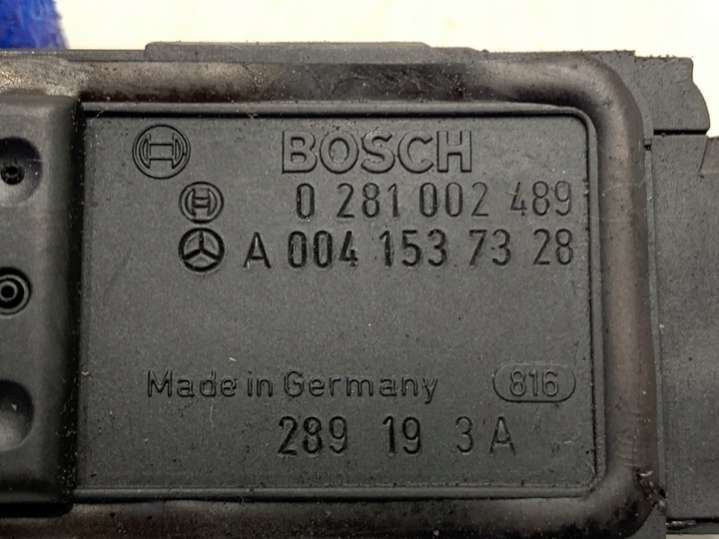 BOSCH
0 281 002 489
A 004 153 73 28
Made in Germany 816
289 19 3 A